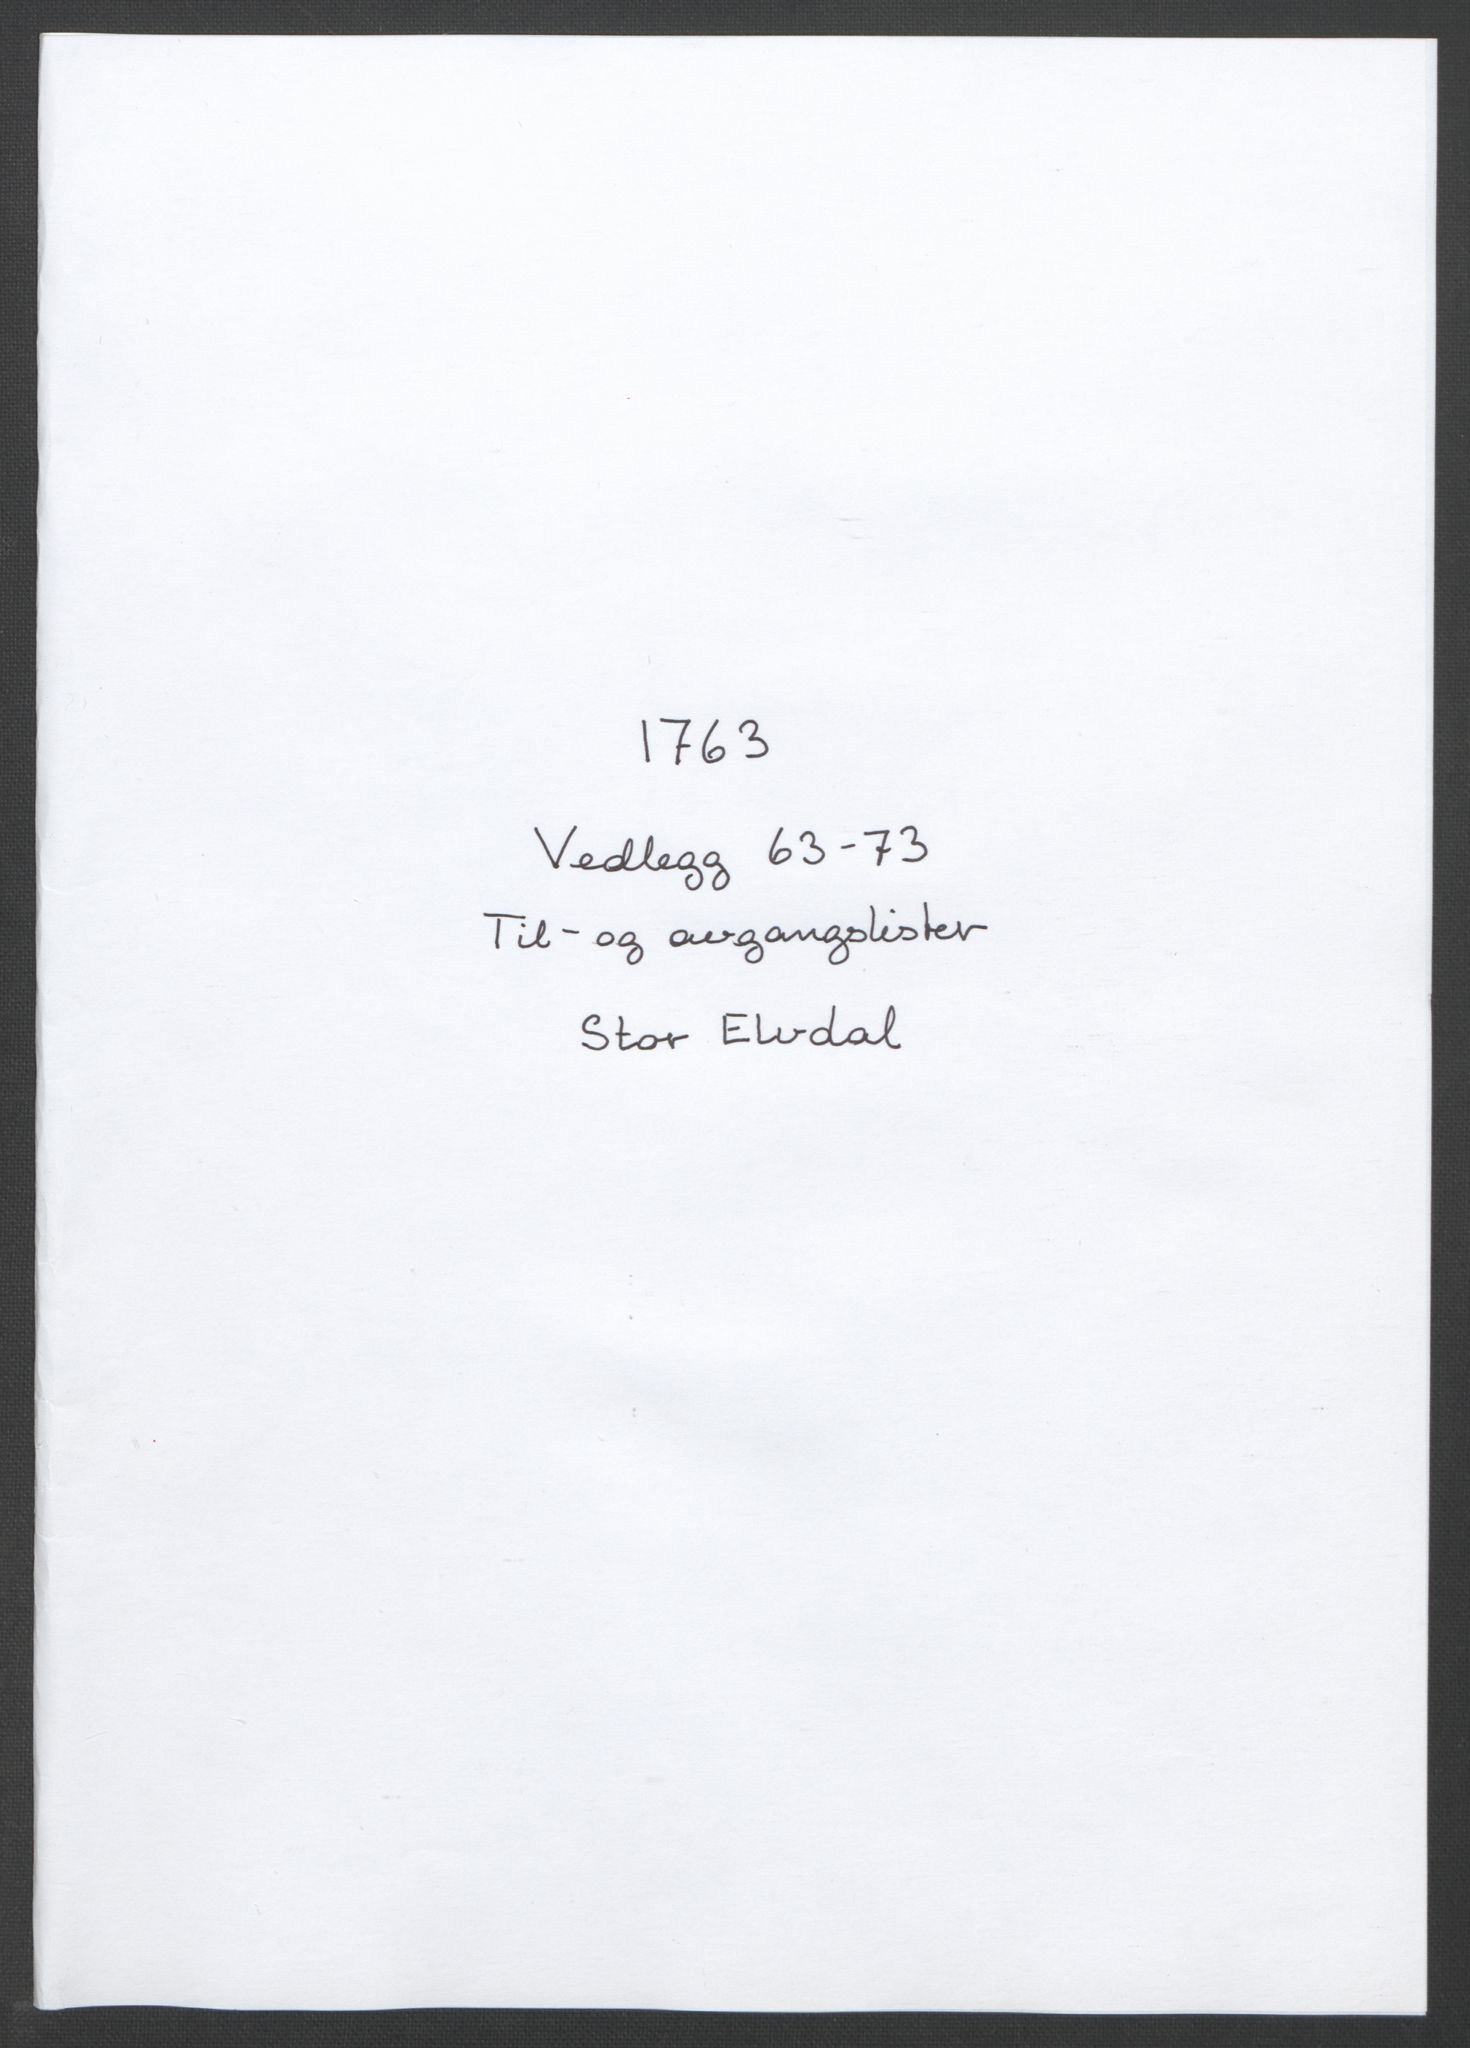 1763
Vedlegg 63-73
Til- og avgangslister
Stor Elvdal